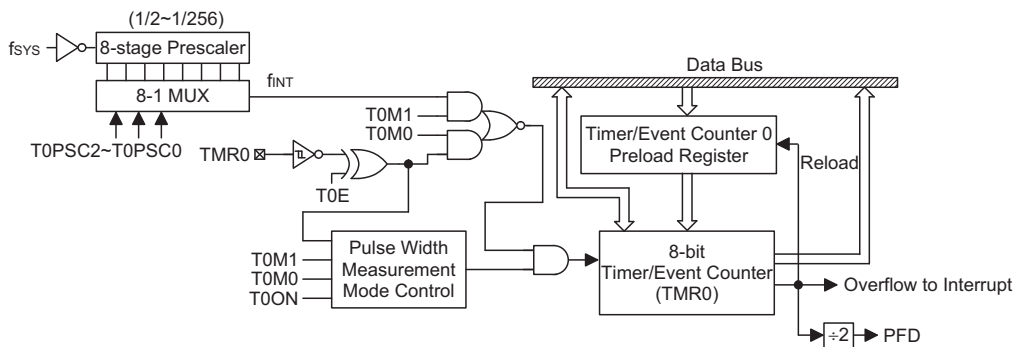 (1/2~1/256)
fSYS
8-stage Prescaler
8-1 MUX
fINT
T0PSC2~T0PSC0
T0M1
T0M0
TMR0
T0E
Data Bus
Timer/Event Counter 0
Preload Register
Reload
T0M1
T0M0
T0ON
Pulse Width
Measurement
Mode Control
8-bit
Timer/Event Counter
(TMR0)
Overflow to Interrupt
÷2
PFD